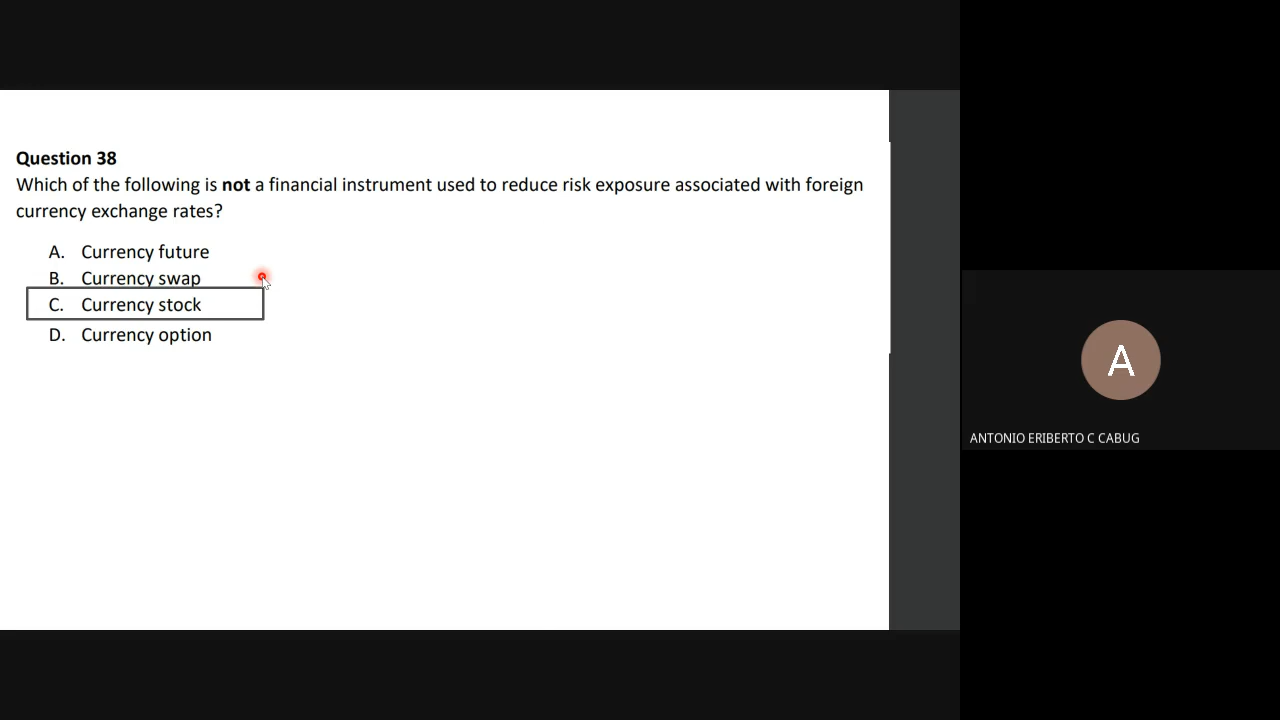 Question 38
Which of the following is not a financial instrument used to reduce risk exposure associated with foreign
currency exchange rates?
A. Currency future
B. Currency swap
C. Currency stock
D. Currency option
A
ANTONIO ERIBERTO C CABUG